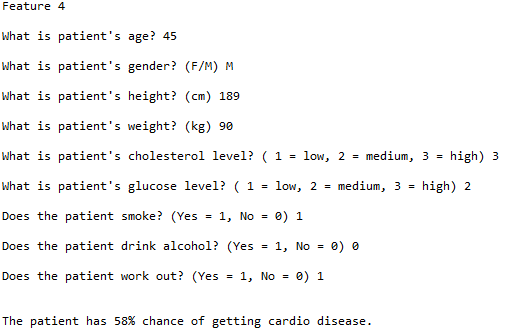 Feature 4
What is patient's age? 45
What is patient's gender? (F/M) M
What is patient's height? (cm) 189
What is patient's weight? (kg) 90
What is patient's cholesterol level? ( 1 = low, 2 = medium, 3 = high) 3
What is patient's glucose level? ( 1 = low, 2 = medium, 3 = high) 2
Does the patient smoke? (Yes = 1, No = 0) 1
Does the patient drink alcohol? (Yes = 1, No = 0) 0
Does the patient work out? (Yes = 1, No = 0) 1
The patient has 58% chance of getting cardio disease.